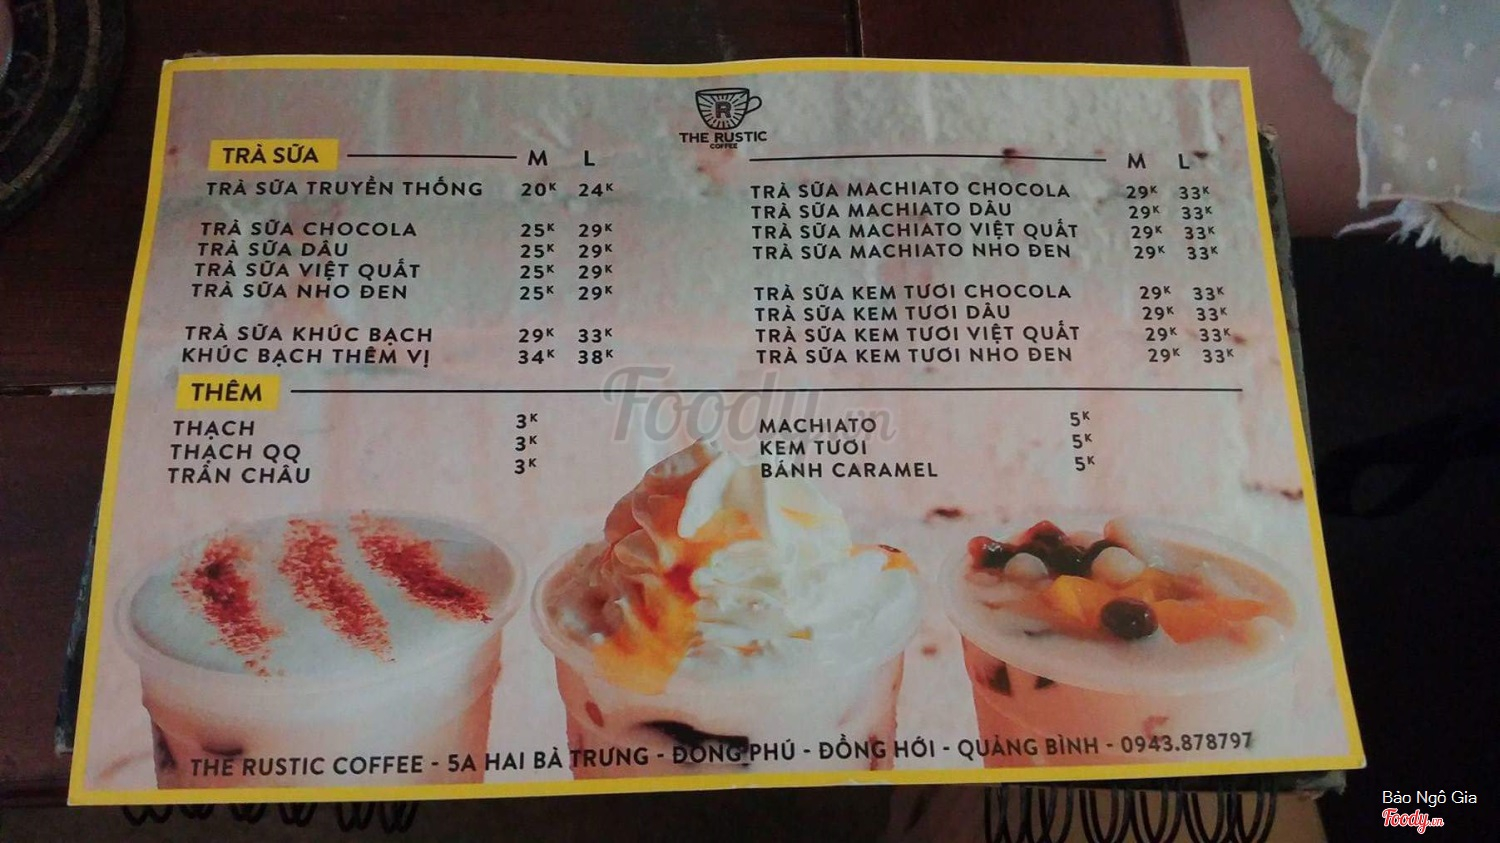 THE RUSTIC
COFFEE
TRÀ SỮA M L
TRÀ SỮA TRUYỀN THỐNG 20K 24K
TRÀ SỮA CHOCOLA 25K 29K
TRÀ SỮA DÂU 25K 29K
TRÀ SỮA VIỆT QUẤT 25K 29K
TRÀ SỮA NHO ĐEN 25K 29K
TRÀ SỮA KHÚC BẠCH 29K 33K
KHÚC BẠCH THÊM VỊ 34K 38K
M L
TRÀ SỮA MACHIATO CHOCOLA 29K 33K
TRÀ SỮA MACHIATO DÂU 29K 33K
TRÀ SỮA MACHIATO VIỆT QUẤT 29K 33K
TRÀ SỮA MACHIATO NHO ĐEN 29K 33K
TRÀ SỮA KEM TƯƠI CHOCOLA 29K 33K
TRÀ SỮA KEM TƯƠI DÂU 29K 33K
TRÀ SỮA KEM TƯƠI VIỆT QUẤT 29K 33K
TRÀ SỮA KEM TƯƠI NHO ĐEN 29K 33K
THÊM
THẠCH 3K
THẠCH QQ 3K
TRÂN CHÂU 3K
MACHIATO 5K
KEM TƯƠI 5K
BÁNH CARAMEL 5K
Foody.vn
THE RUSTIC COFFEE - 5A HAI BÀ TRƯNG - ĐỒNG PHÚ - ĐỒNG HỚI - QUẢNG BÌNH - 0943.878797
Bảo Ngô Gia
Foody.vn